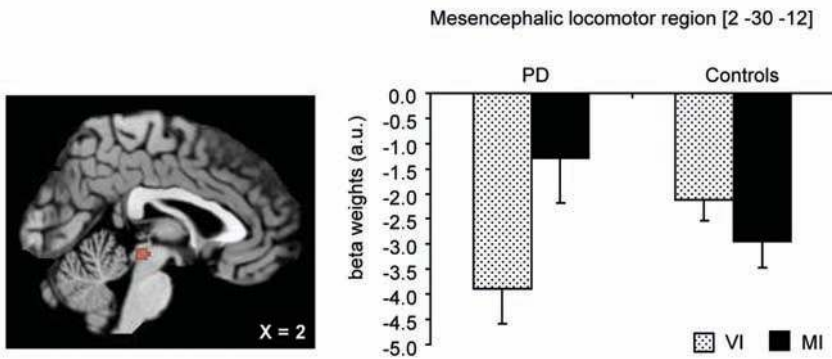 Mesencephalic locomotor region [2 -30 -12]
PD Controls
0.0
-0.5
-1.0
-1.5
-2.0
-2.5
-3.0
-3.5
-4.0
-4.5
-5.0
beta weights (a.u.)
X = 2
VI MI